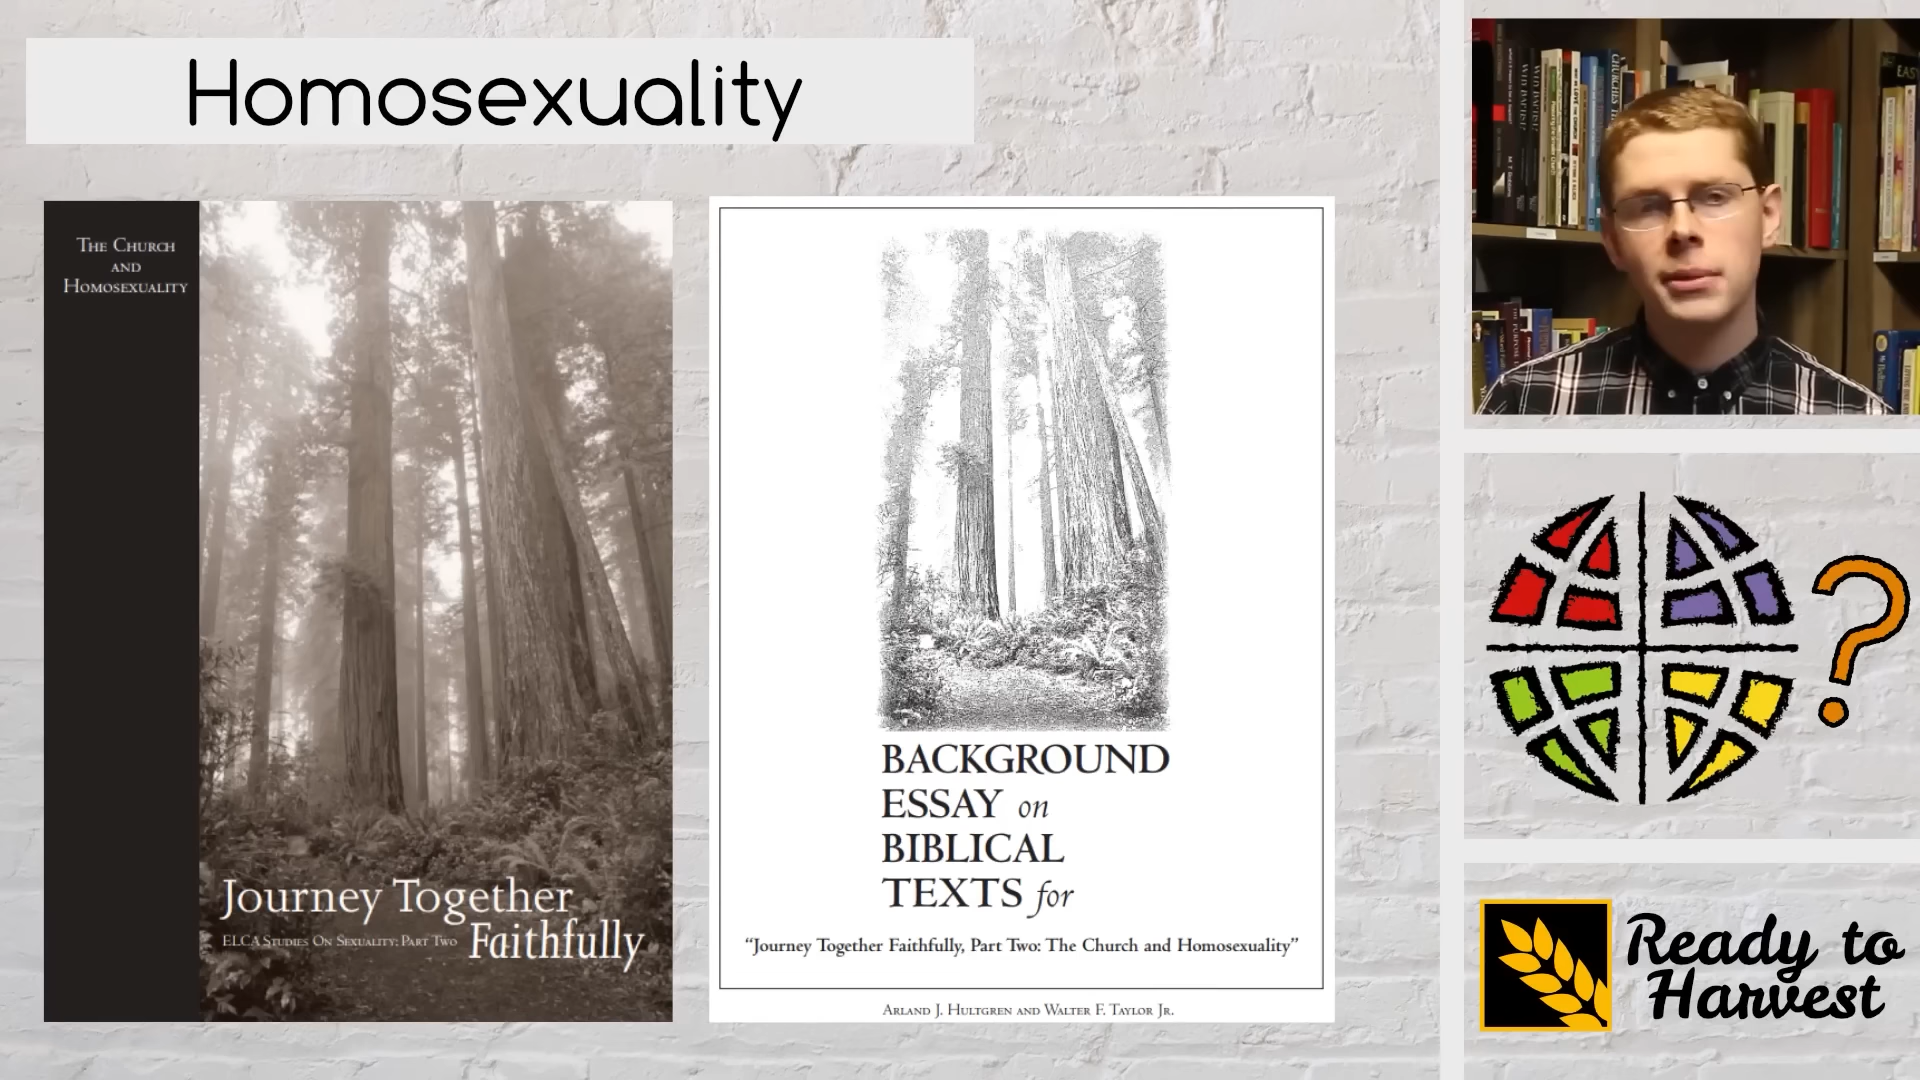 Homosexuality
The Church
and
Homosexuality
Journey Together
ELCA Studies On Sexuality: Part Two
Faithfully
BACKGROUND
ESSAY on
BIBLICAL
TEXTS for
“Journey Together Faithfully, Part Two: The Church and Homosexuality”
Arland J. Hultgren and Walter F. Taylor Jr.
EAS
Ready to
Harvest